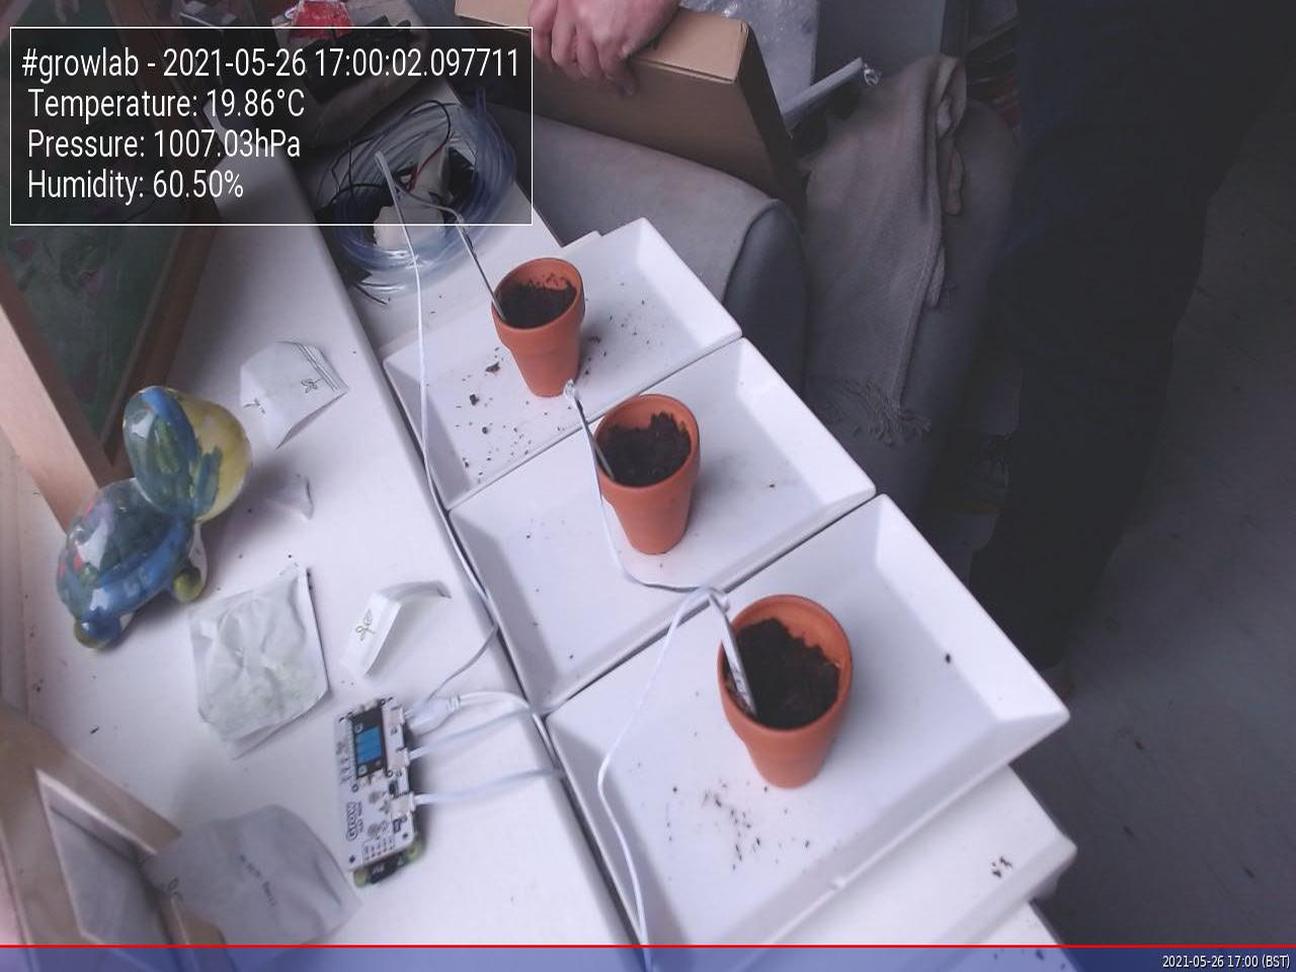 #growlab - 2021-05-26 17:00:02.097711
Temperature: 19.86°C
Pressure: 1007.03hPa
Humidity: 60.50%
2021-05-26 17:00 (BST)